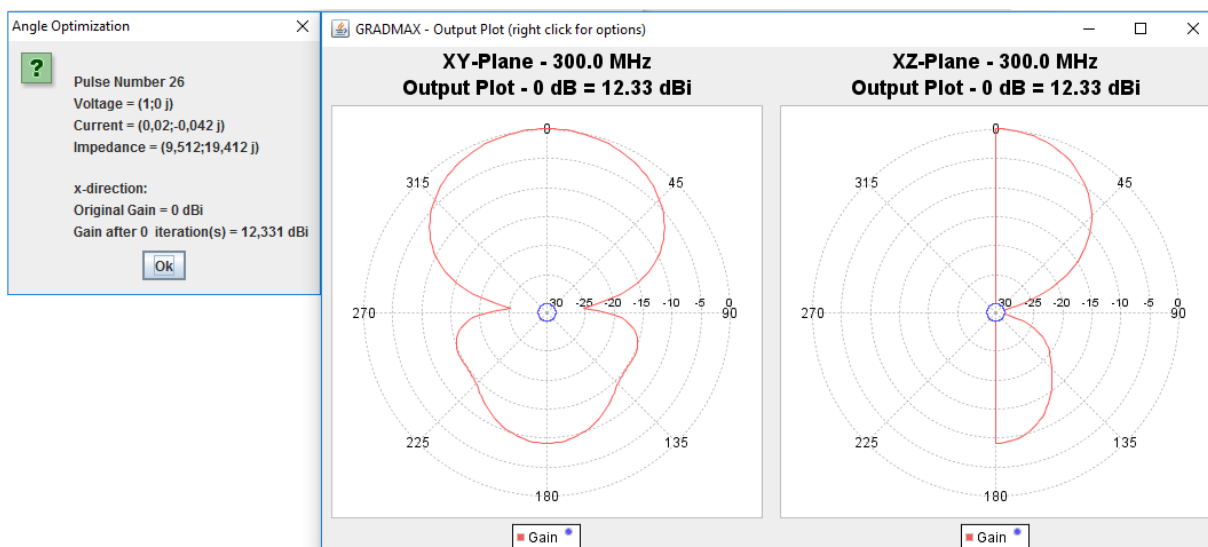 Angle Optimization
?
Pulse Number 26
Voltage = (1;0 j)
Current = (0,02;-0,042 j)
Impedance = (9,512;19,412 j)
x-direction:
Original Gain = 0 dBi
Gain after 0 iteration(s) = 12,331 dBi
Ok
GRADMAX - Output Plot (right click for options)
XY-Plane - 300.0 MHz
Output Plot - 0 dB = 12.33 dBi
0
315
45
270
30 -25 -20 -15 -10 -5 0
90
225
135
180
Gain
XZ-Plane - 300.0 MHz
Output Plot - 0 dB = 12.33 dBi
0
315
45
270
30 -25 -20 -15 -10 -5 0
90
225
135
180
Gain